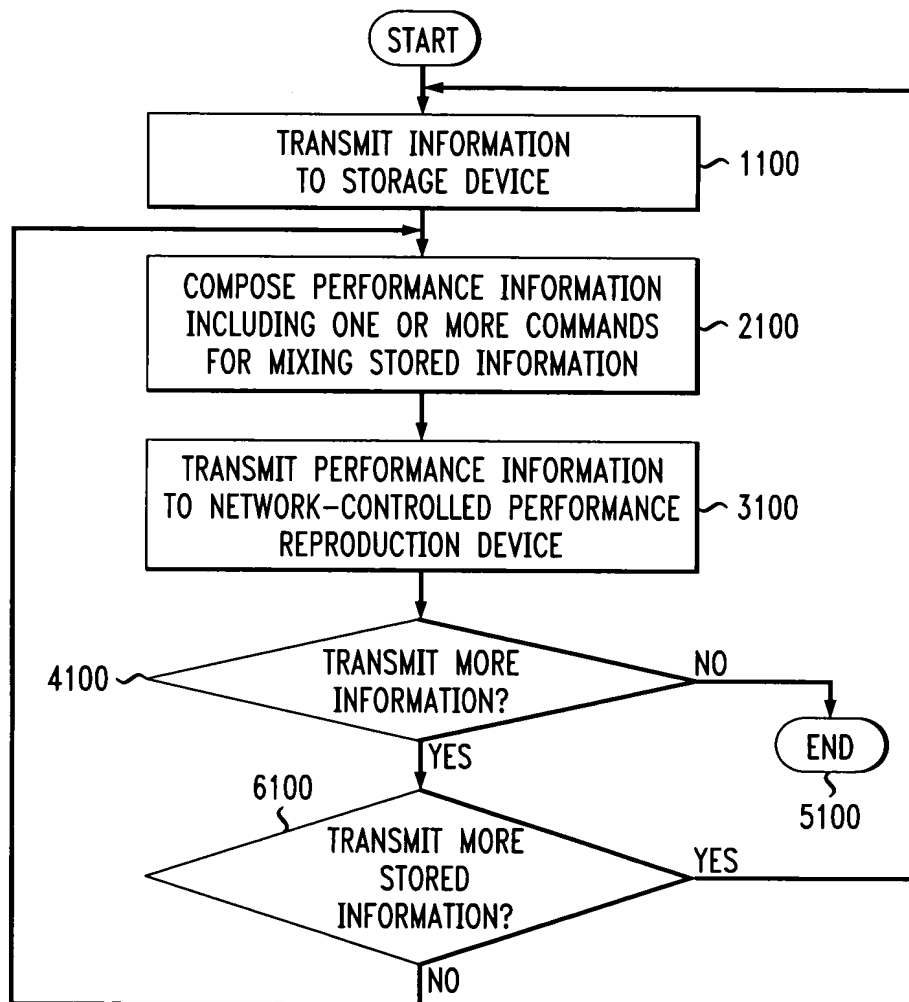 START
TRANSMIT INFORMATION
TO STORAGE DEVICE
1100
COMPOSE PERFORMANCE INFORMATION
INCLUDING ONE OR MORE COMMANDS
FOR MIXING STORED INFORMATION
2100
TRANSMIT PERFORMANCE INFORMATION
TO NETWORK-CONTROLLED PERFORMANCE
REPRODUCTION DEVICE
3100
4100
TRANSMIT MORE
INFORMATION?
NO
END
5100
YES
6100
TRANSMIT MORE
STORED
INFORMATION?
YES
NO